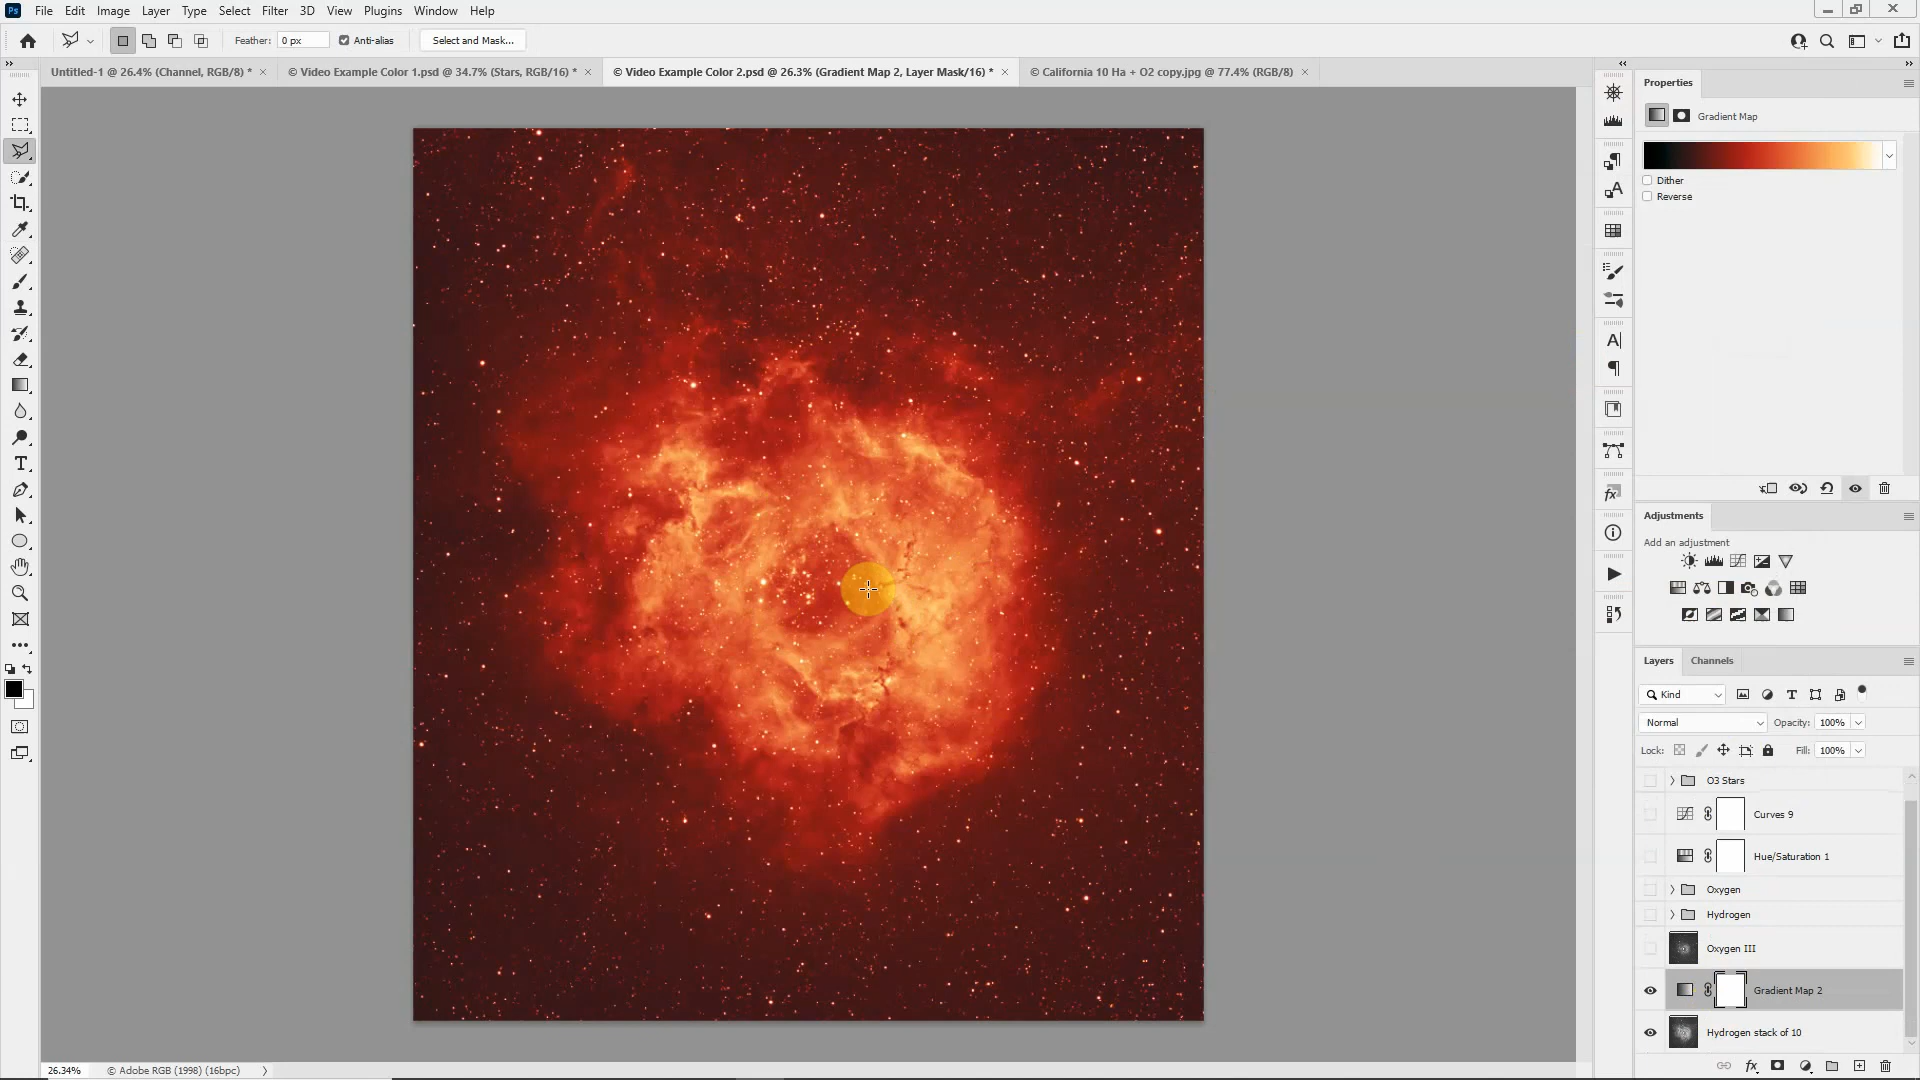 Ps File Edit Image Layer Type Select Filter 3D View Plugins Window Help
Feather: 0 px Anti-alias Select and Mask...
Untitled-1 @ 26.4% (Channel, RGB/8) * × © Video Example Color 1.psd @ 34.7% (Stars, RGB/16) * × © Video Example Color 2.psd @ 26.3% (Gradient Map 2, Layer Mask/16) * × © California 10 Ha + O2 copy.jpg @ 77.4% (RGB/8) ×
Properties
Gradient Map
Dither
Reverse
Adjustments
Add an adjustment
Layers Channels
Kind
Normal Opacity: 100%
Lock: Fill: 100%
O3 Stars
Curves 9
Hue/Saturation 1
Oxygen
Hydrogen
Oxygen III
Gradient Map 2
Hydrogen stack of 10
26.34% © Adobe RGB (1998) (16bpc)